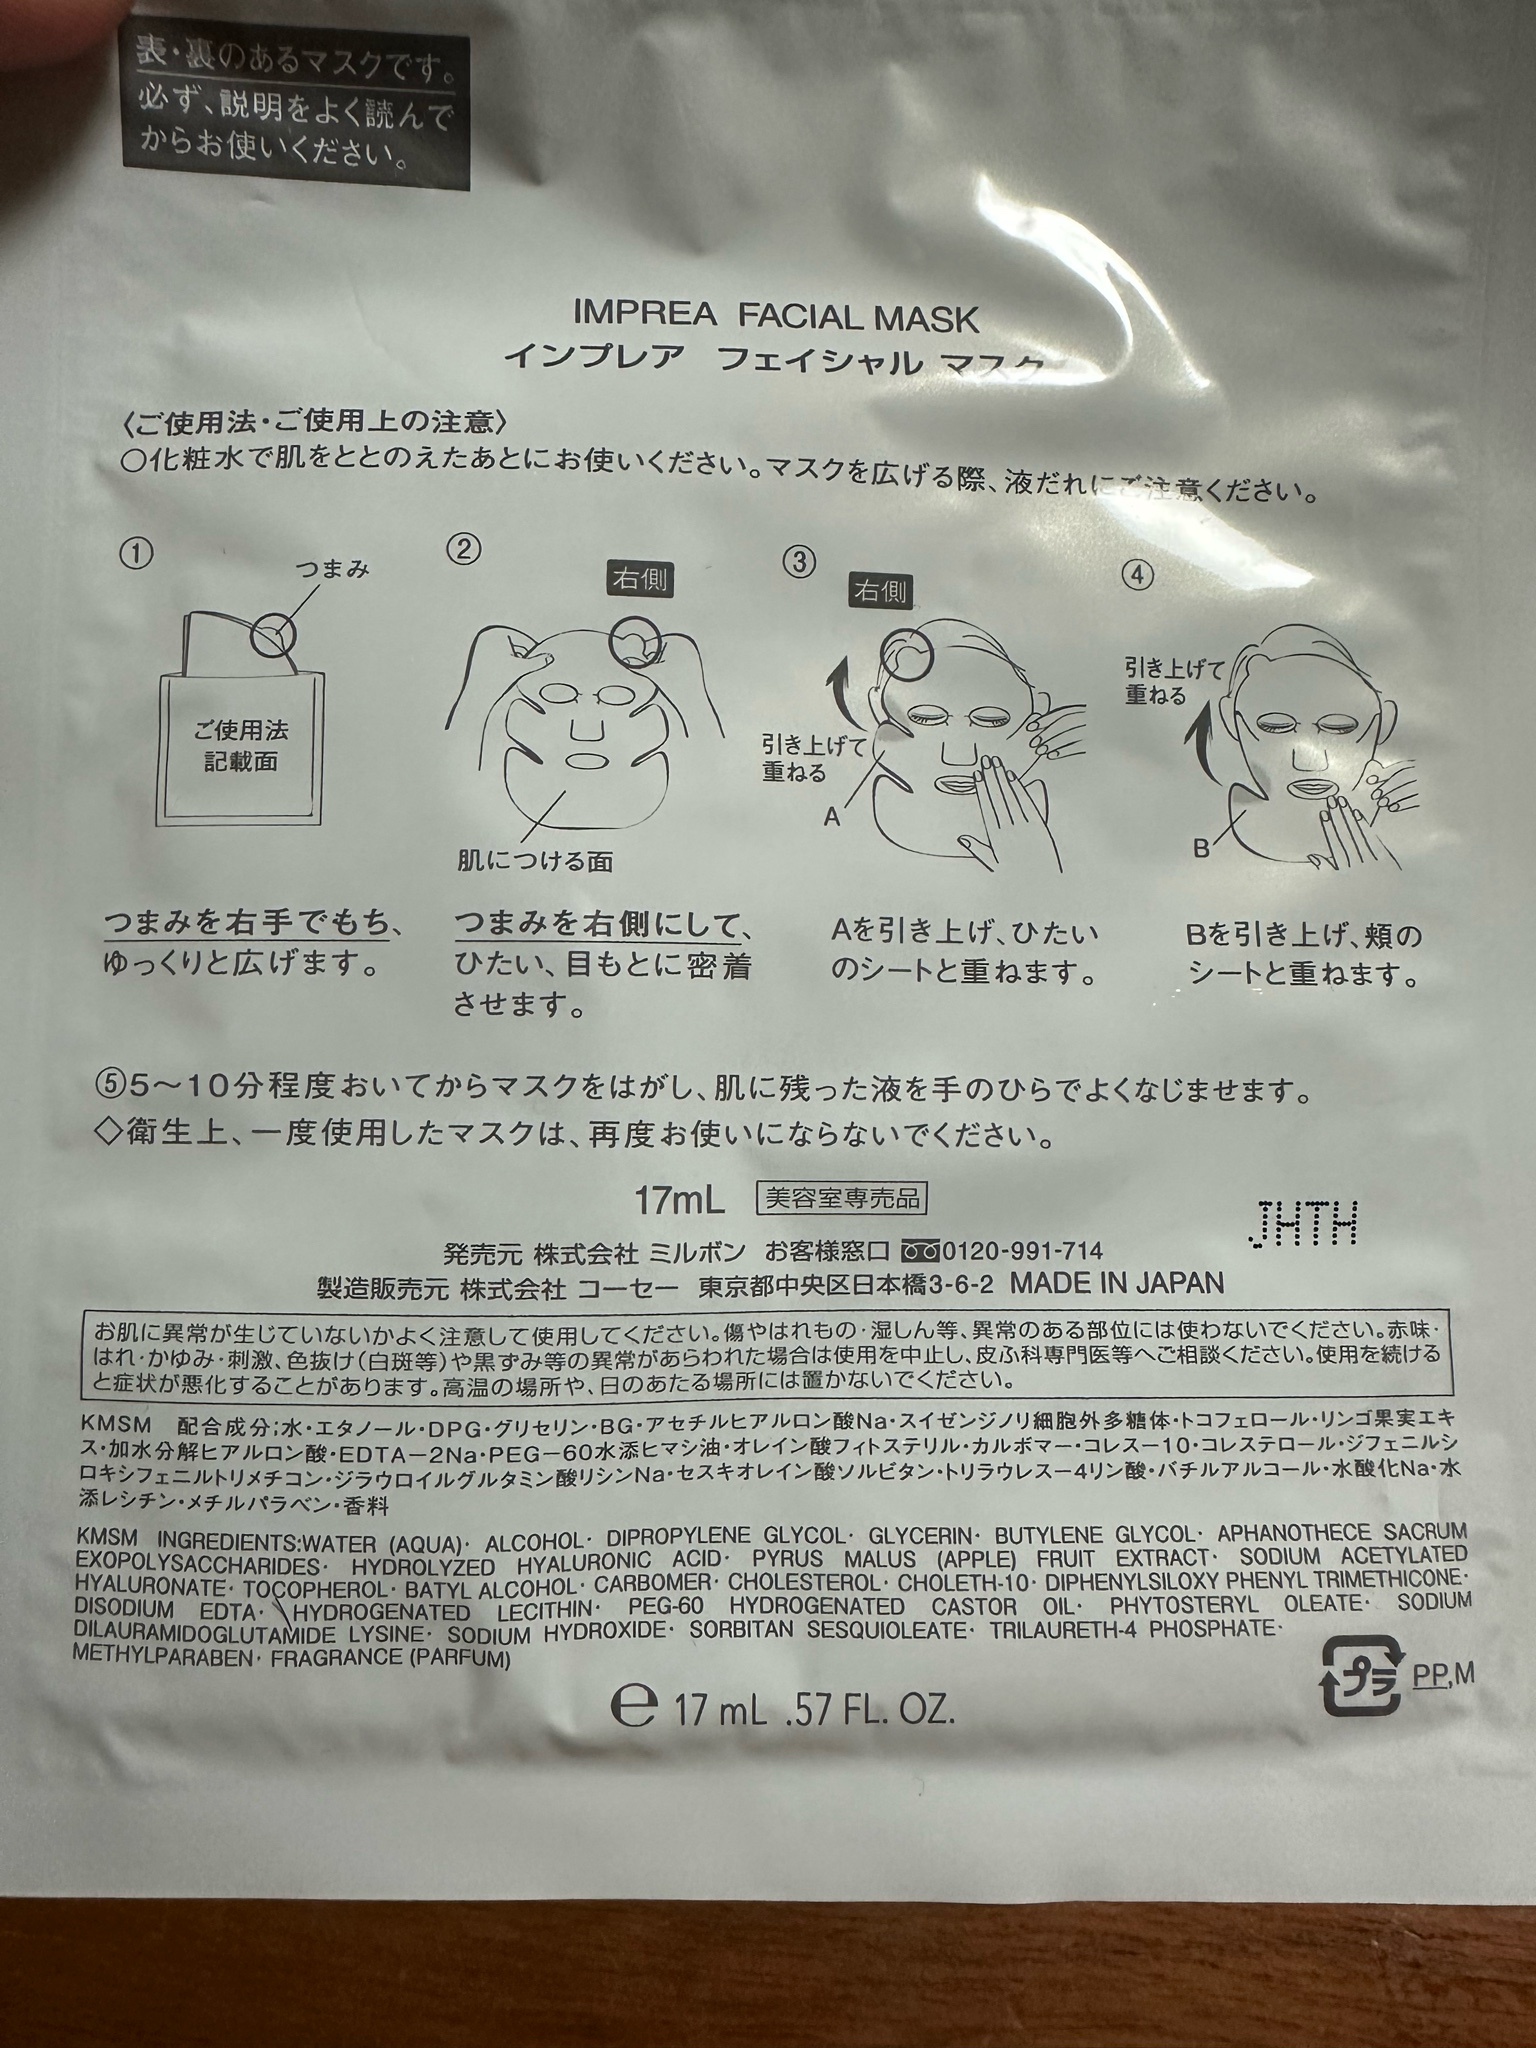 表・裏のあるマスクです。
必ず、説明をよく読んで
からお使いください。
IMPREA FACIAL MASK
インプレア フェイシャル マスク
〈ご使用法・ご使用上の注意〉
○化粧水で肌をととのえたあとにお使いください。マスクを広げる際、液だれにご注意ください。
①
つまみ
ご使用法
記載面
つまみを右手でもち、
ゆっくりと広げます。
②
右側
肌につける面
つまみを右側にして、
ひたい、目もとに密着
させます。
③
右側
引き上げて
重ねる
A
Aを引き上げ、ひたい
のシートと重ねます。
④
引き上げて
重ねる
B
Bを引き上げ、頬の
シートと重ねます。
⑤5～10分程度おいてからマスクをはがし、肌に残った液を手のひらでよくなじませます。
◇衛生上、一度使用したマスクは、再度お使いにならないでください。
17mL 美容室専売品
JHTH
発売元 株式会社 ミルボン お客様窓口 0120-991-714
製造販売元 株式会社 コーセー 東京都中央区日本橋3-6-2 MADE IN JAPAN
お肌に異常が生じていないかよく注意して使用してください。傷やはれもの・湿しん等、異常のある部位には使わないでください。赤味・
はれ・かゆみ・刺激、色抜け（白斑等）や黒ずみ等の異常があらわれた場合は使用を中止し、皮ふ科専門医等へご相談ください。使用を続ける
と症状が悪化することがあります。高温の場所や、日のあたる場所には置かないでください。
KMSM 配合成分；水・エタノール・DPG・グリセリン・BG・アセチルヒアルロン酸Na・スイゼンジノリ細胞外多糖体・トコフェロール・リンゴ果実エキ
ス・加水分解ヒアルロン酸・EDTA－2Na・PEG－60水添ヒマシ油・オレイン酸フィトステリル・カルボマー・コレス－10・コレステロール・ジフェニルシ
ロキシフェニルトリメチコン・ジラウロイルグルタミン酸リシンNa・セスキオレイン酸ソルビタン・トリラウレス－4リン酸・バチルアルコール・水酸化Na・水
添レシチン・メチルパラベン・香料
KMSM INGREDIENTS:WATER (AQUA)· ALCOHOL· DIPROPYLENE GLYCOL· GLYCERIN· BUTYLENE GLYCOL· APHANOTHECE SACRUM
EXOPOLYSACCHARIDES· HYDROLYZED HYALURONIC ACID· PYRUS MALUS (APPLE) FRUIT EXTRACT· SODIUM ACETYLATED
HYALURONATE· TOCOPHEROL· BATYL ALCOHOL· CARBOMER· CHOLESTEROL· CHOLETH-10· DIPHENYLSILOXY PHENYL TRIMETHICONE·
DISODIUM EDTA· HYDROGENATED LECITHIN· PEG-60 HYDROGENATED CASTOR OIL· PHYTOSTERYL OLEATE· SODIUM
DILAURAMIDOGLUTAMIDE LYSINE· SODIUM HYDROXIDE· SORBITAN SESQUIOLEATE· TRILAURETH-4 PHOSPHATE·
METHYLPARABEN· FRAGRANCE (PARFUM)
プラ PP,M
℮ 17 mL .57 FL. OZ.